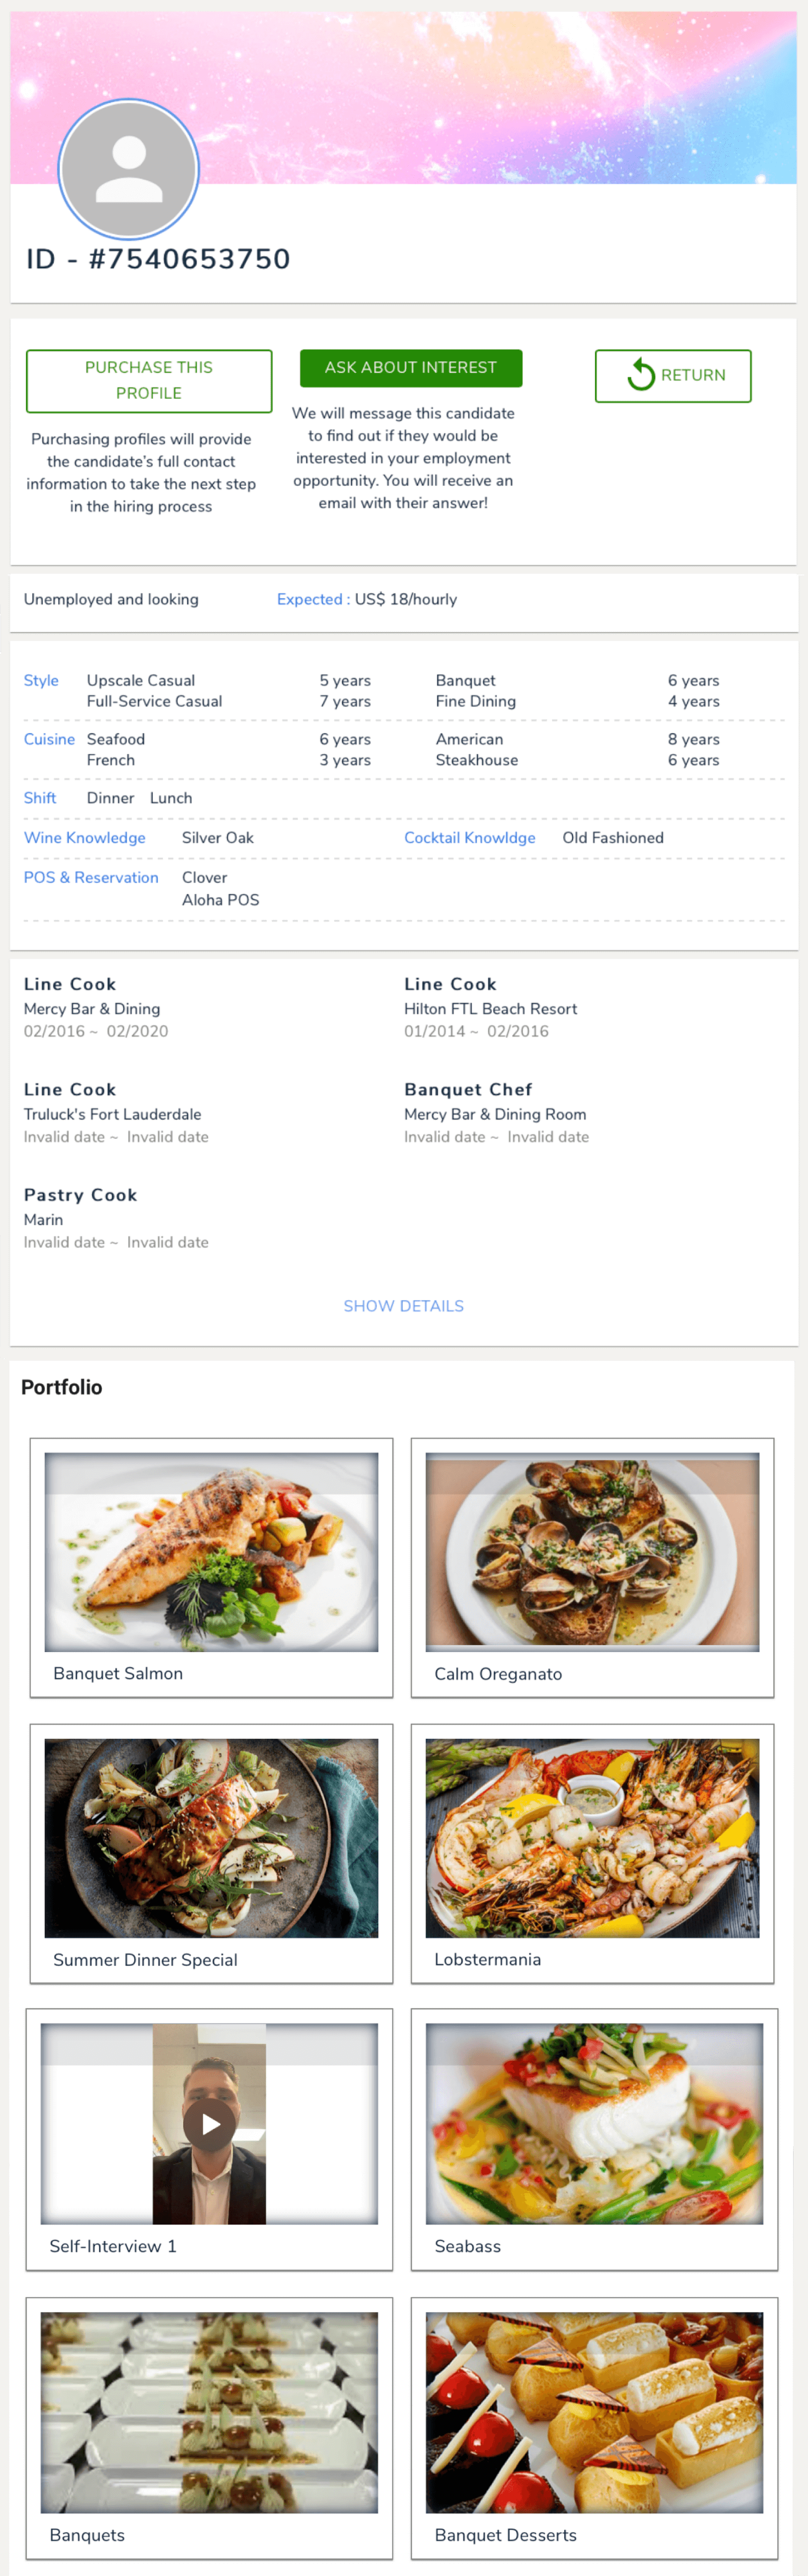 ID - #7540653750
PURCHASE THIS
PROFILE
Purchasing profiles will provide
the candidate's full contact
information to take the next step
in the hiring process
ASK ABOUT INTEREST
We will message this candidate
to find out if they would be
interested in your employment
opportunity. You will receive an
email with their answer!
RETURN
Unemployed and looking
Expected : US$ 18/hourly
Style Upscale Casual 5 years Banquet 6 years
Full-Service Casual 7 years Fine Dining 4 years
Cuisine Seafood 6 years American 8 years
French 3 years Steakhouse 6 years
Shift Dinner Lunch
Wine Knowledge Silver Oak Cocktail Knowldge Old Fashioned
POS & Reservation Clover
Aloha POS
Line Cook
Mercy Bar & Dining
02/2016 ~ 02/2020
Line Cook
Hilton FTL Beach Resort
01/2014 ~ 02/2016
Line Cook
Truluck's Fort Lauderdale
Invalid date ~ Invalid date
Banquet Chef
Mercy Bar & Dining Room
Invalid date ~ Invalid date
Pastry Cook
Marin
Invalid date ~ Invalid date
SHOW DETAILS
Portfolio
Banquet Salmon
Calm Oreganato
Summer Dinner Special
Lobstermania
Self-Interview 1
Seabass
Banquets
Banquet Desserts